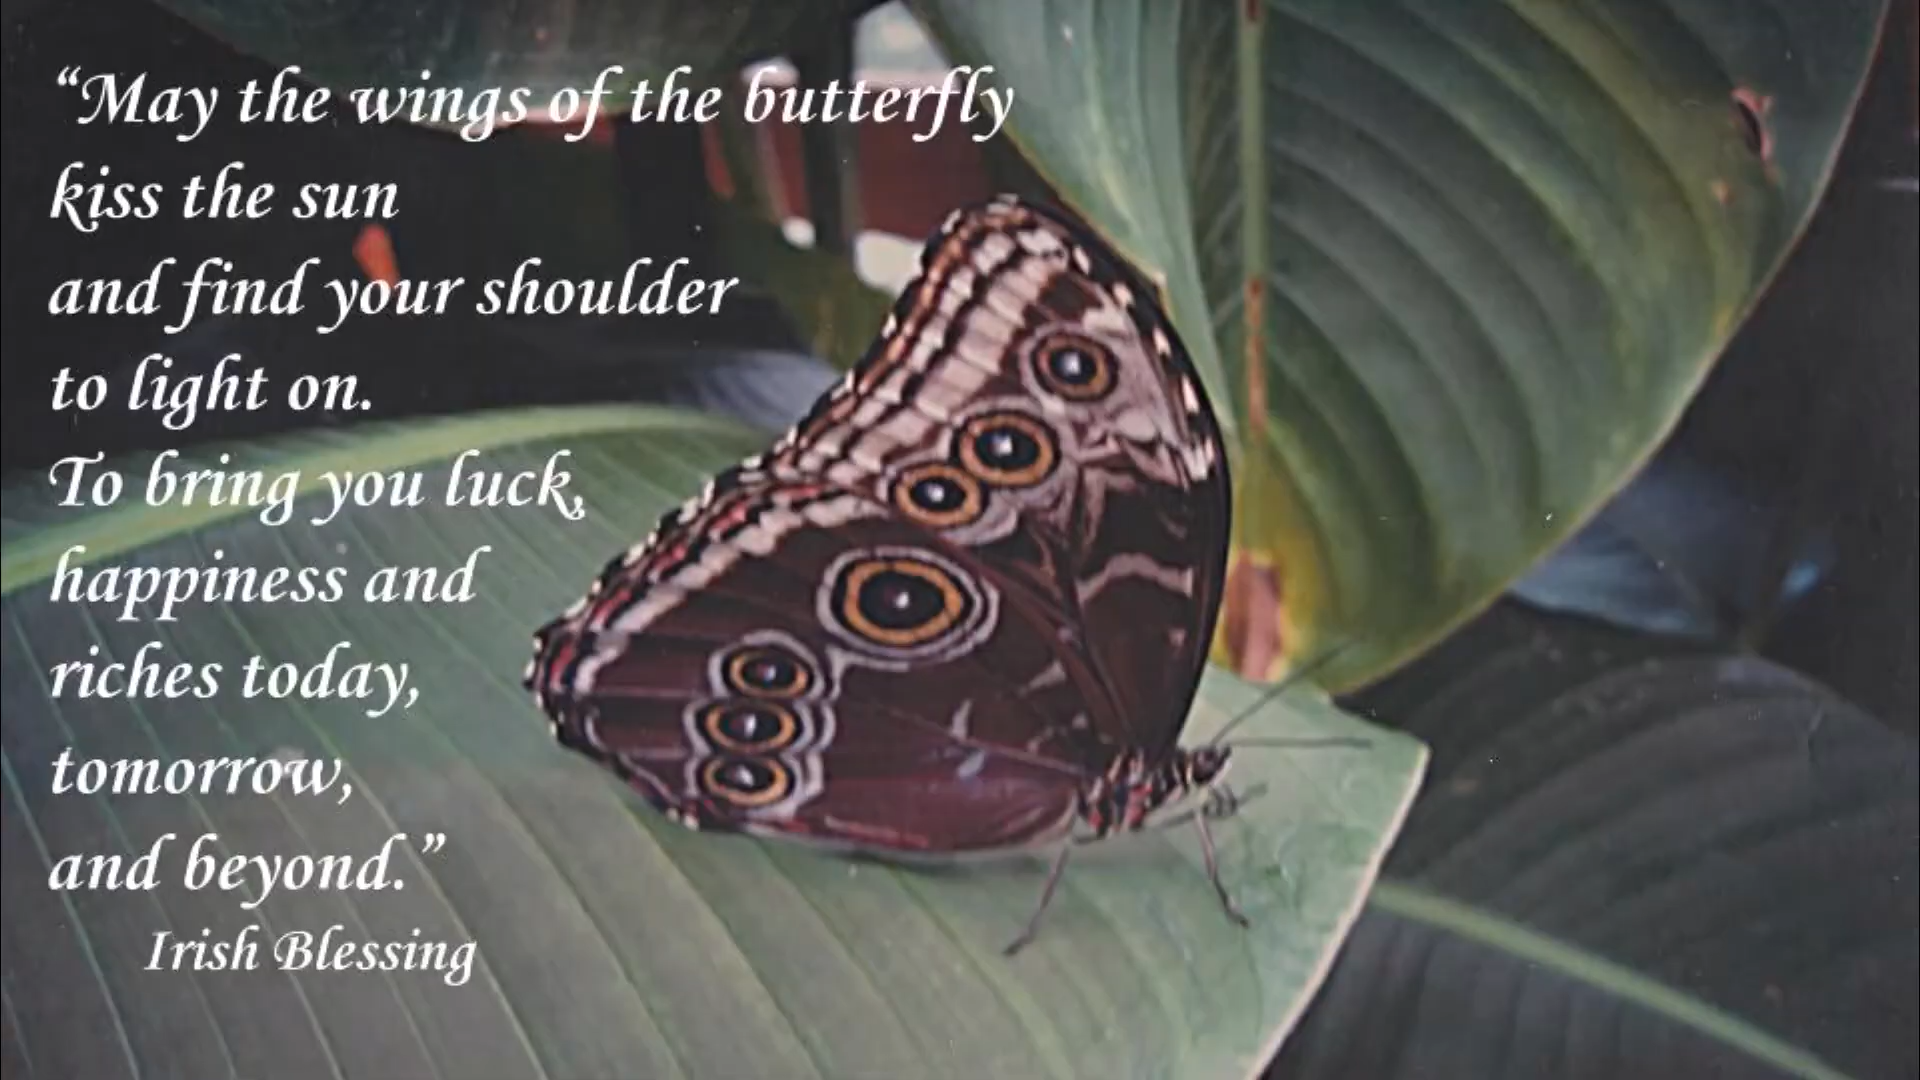 “May the wings of the butterfly
kiss the sun
and find your shoulder
to light on.
To bring you luck,
happiness and
riches today,
tomorrow,
and beyond.”
Irish Blessing